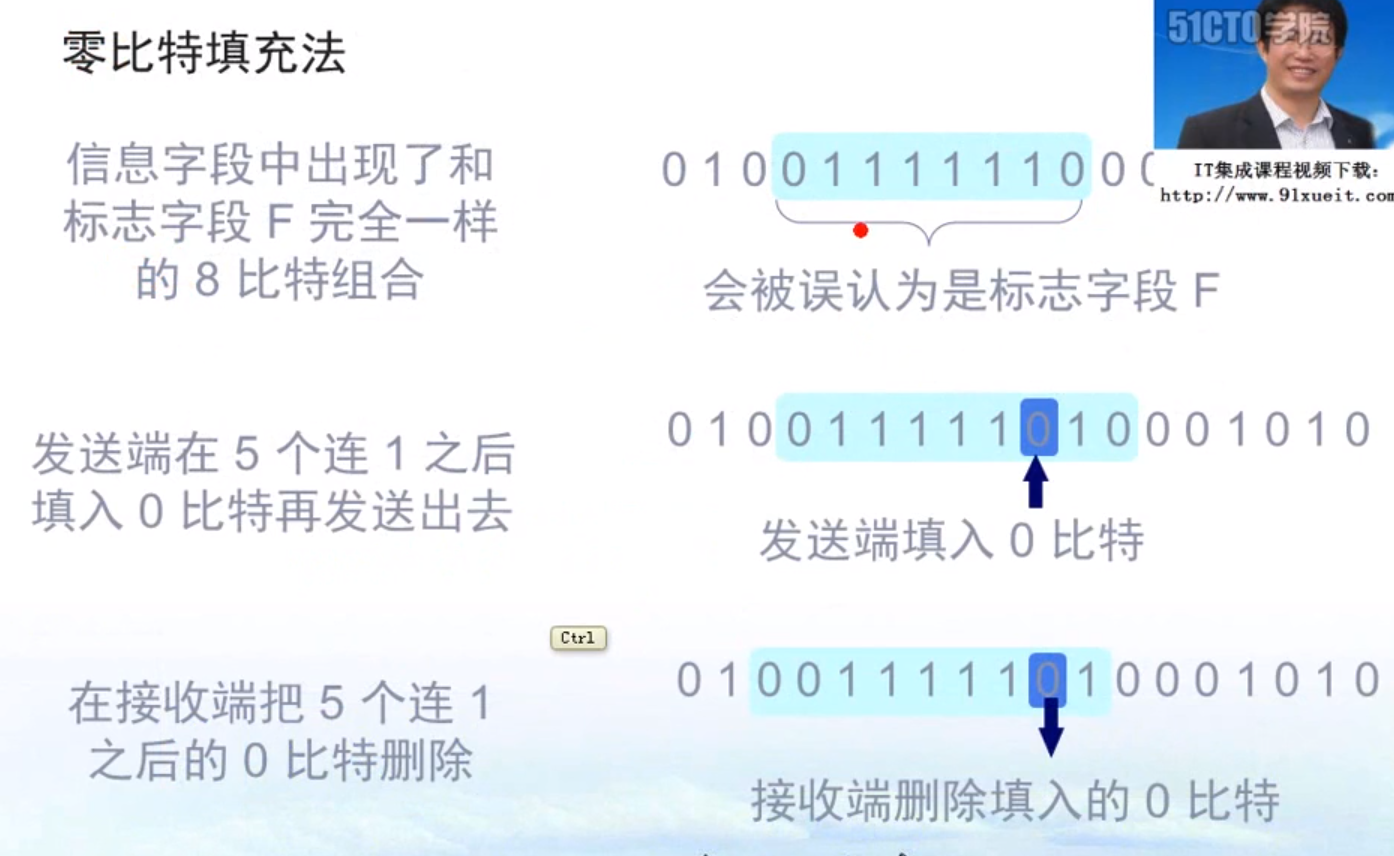 51CTO学院
零比特填充法
信息字段中出现了和
标志字段 F 完全一样
的 8 比特组合
0 1 0 0 1 1 1 1 1 1 0 0
IT集成课程视频下载:
http://www.91xueit.com
会被误认为是标志字段 F
发送端在 5 个连 1 之后
填入 0 比特再发送出去
0 1 0 0 1 1 1 1 1 0 1 0 0 0 1 0 1 0
发送端填入 0 比特
Ctrl
在接收端把 5 个连 1
之后的 0 比特删除
0 1 0 0 1 1 1 1 1 0 1 0 0 0 1 0 1 0
接收端删除填入的 0 比特